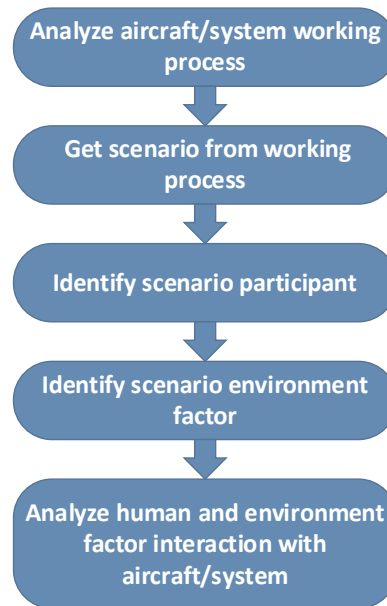 Analyze aircraft/system working
process
Get scenario from working
process
Identify scenario participant
Identify scenario environment
factor
Analyze human and environment
factor interaction with
aircraft/system